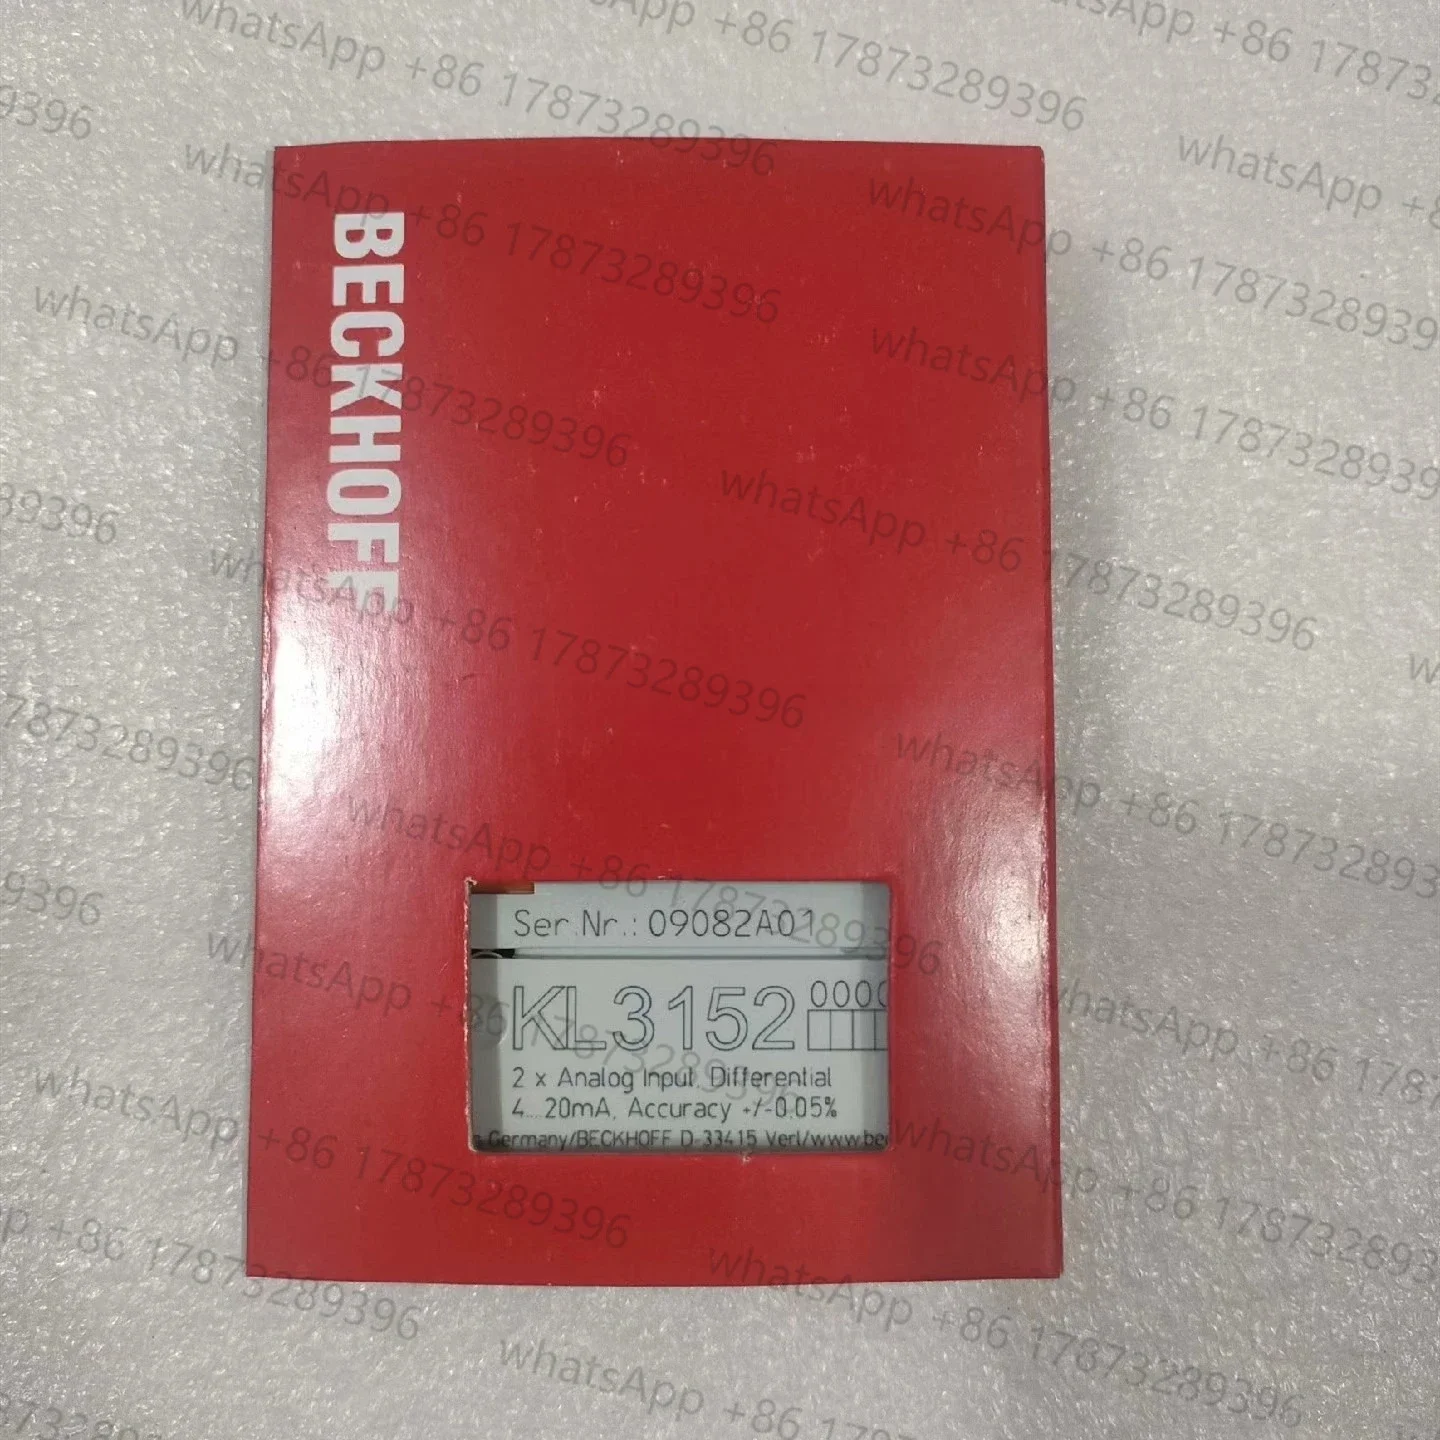 BECKHOFF
Ser.Nr.: 09082A01
KL3152 0000
2 x Analog Input, Differential
4...20mA, Accuracy +/-0,05%
Germany/BECKHOFF D-33415 Verl/www.be
whatsApp +86 17873289396